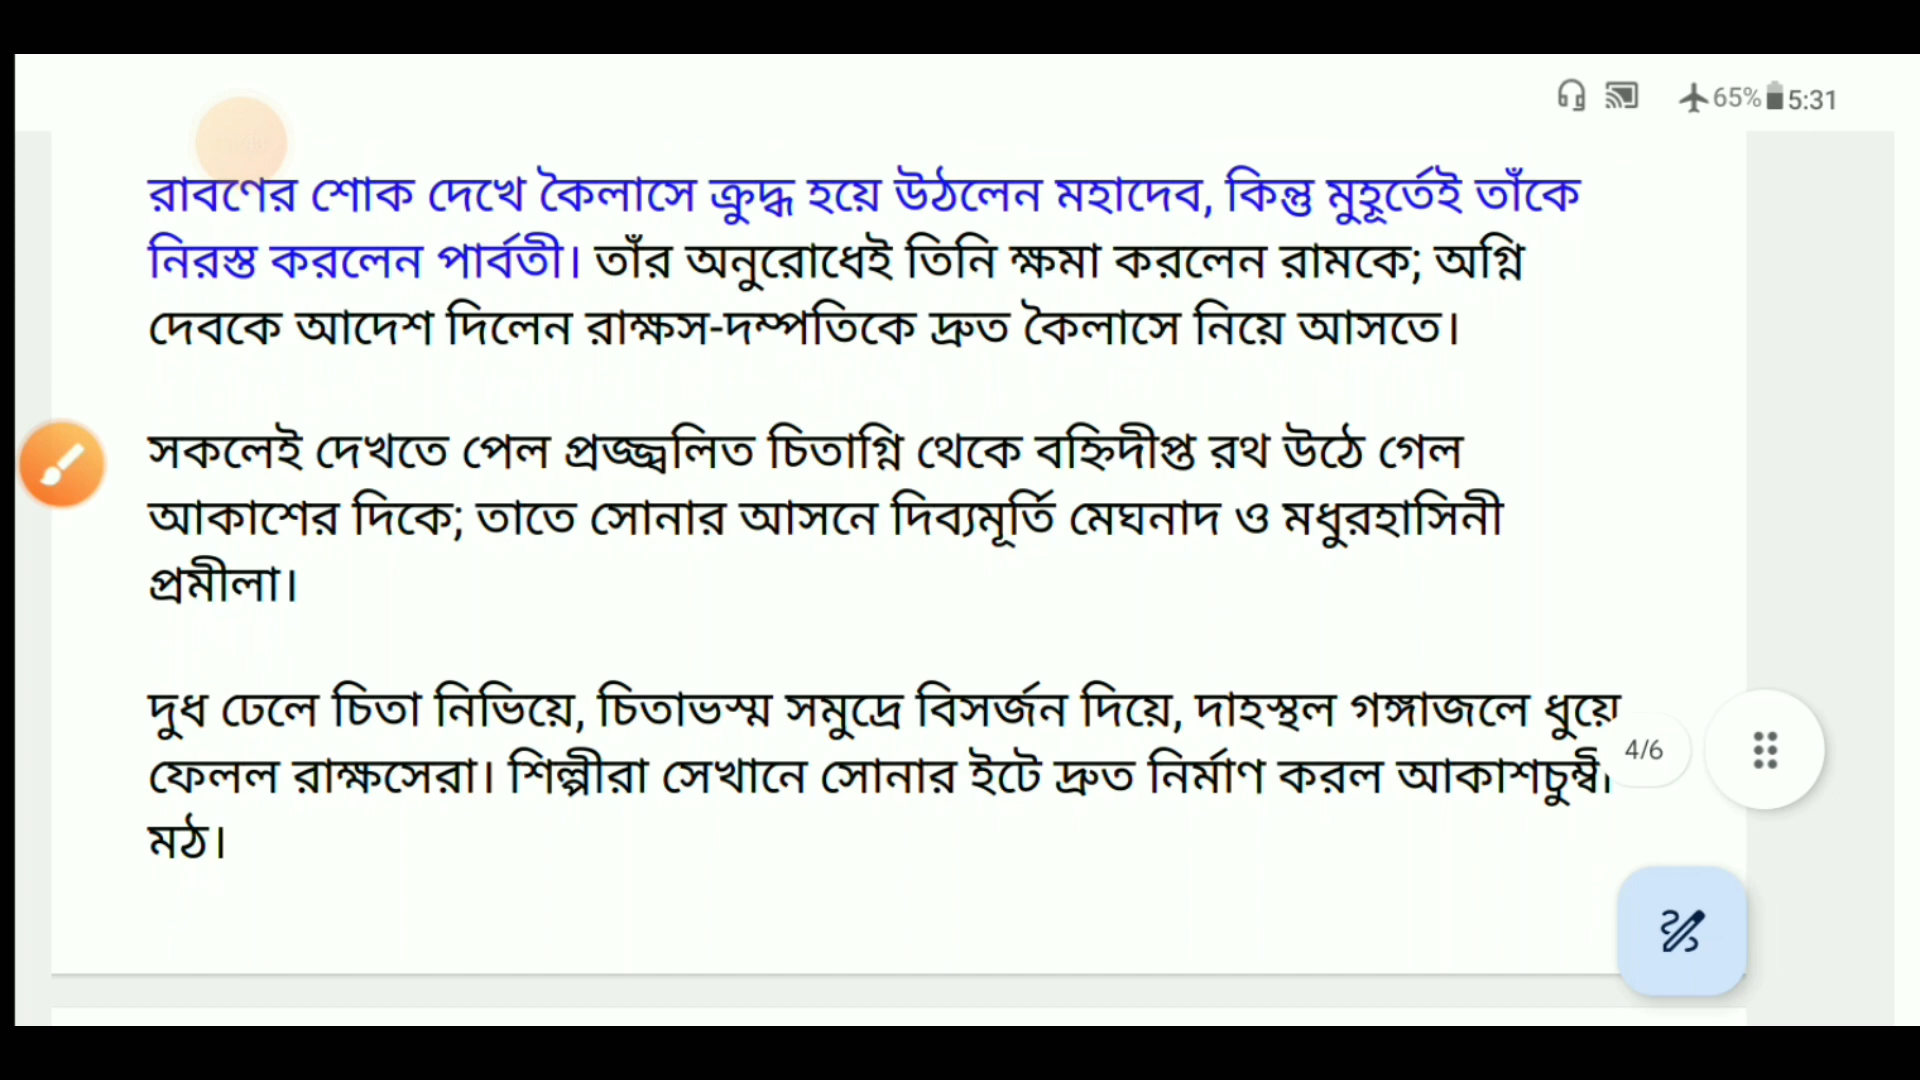 65% 5:31
রাবণের শোক দেখে কৈলাসে ক্রুদ্ধ হয়ে উঠলেন মহাদেব, কিন্তু মুহূর্তেই তাঁকে
নিরস্ত করলেন পার্বতী। তাঁর অনুরোধেই তিনি ক্ষমা করলেন রামকে; অগ্নি
দেবকে আদেশ দিলেন রাক্ষস-দম্পতিকে দ্রুত কৈলাসে নিয়ে আসতে।
সকলেই দেখতে পেল প্রজ্জ্বলিত চিতাগ্নি থেকে বহ্নিদীপ্ত রথ উঠে গেল
আকাশের দিকে; তাতে সোনার আসনে দিব্যমূর্তি মেঘনাদ ও মধুরহাসিনী
প্রমীলা।
দুধ ঢেলে চিতা নিভিয়ে, চিতাভস্ম সমুদ্রে বিসর্জন দিয়ে, দাহস্থল গঙ্গাজলে ধুয়ে
ফেলল রাক্ষসেরা। শিল্পীরা সেখানে সোনার ইটে দ্রুত নির্মাণ করল আকাশচুম্বী
মঠ।
4/6